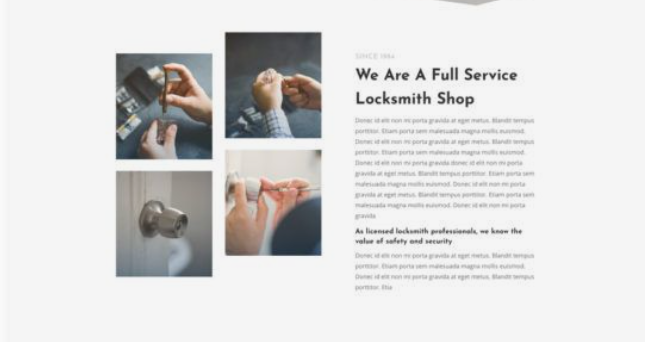 SINCE 1984
We Are A Full Service
Locksmith Shop
Donec id elit non mi porta gravida at eget metus. Blandit tempus
porttitor. Etiam porta sem malesuada magna mollis euismod.
Donec id elit non mi porta gravida at eget metus. Blandit tempus
porttitor. Etiam porta sem malesuada magna mollis euismod.
Donec id elit non mi porta gravida donec id elit non mi porta
gravida at eget metus. Blandit tempus porttitor. Etiam porta sem
malesuada magna mollis euismod. Donec id elit non mi porta
gravida at eget metus. Blandit tempus porttitor. Etiam porta sem
malesuada magna mollis euismod. Donec id elit non mi porta
gravida
As licensed locksmith professionals, we know the
value of safety and security
Donec id elit non mi porta gravida at eget metus. Blandit tempus
porttitor. Etiam porta sem malesuada magna mollis euismod.
Donec id elit non mi porta gravida at eget metus. Blandit tempus
porttitor. Etia